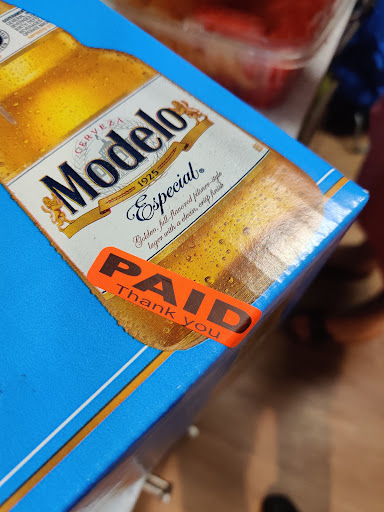 CERVEZA
Modelo
1925
Especial®
Golden, full-flavored pilsner-style
lager with a clean, crisp finish
PAID
Thank you